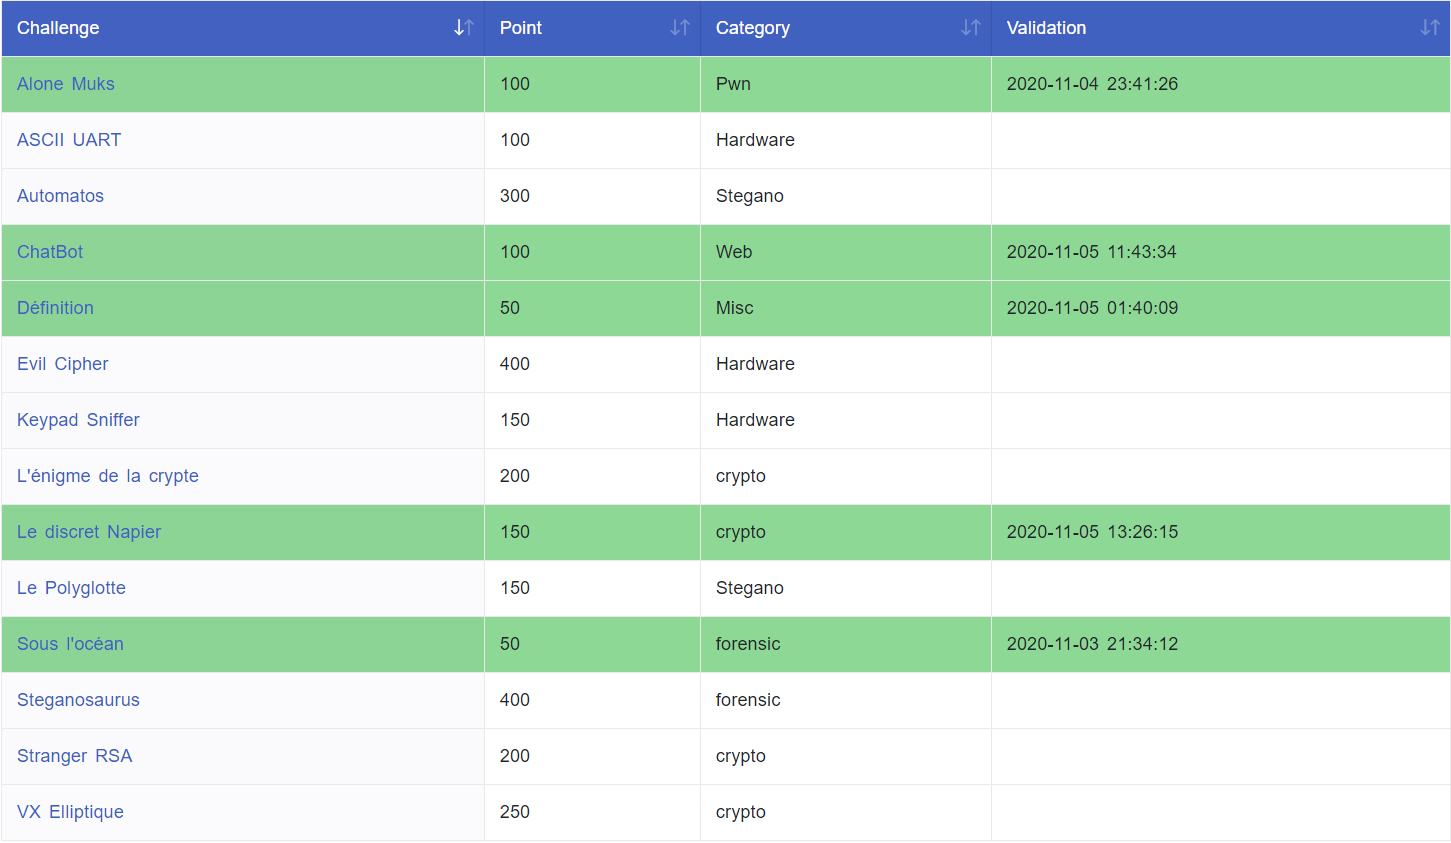 Challenge Point Category Validation
Alone Muks 100 Pwn 2020-11-04 23:41:26
ASCII UART 100 Hardware
Automatos 300 Stegano
ChatBot 100 Web 2020-11-05 11:43:34
Définition 50 Misc 2020-11-05 01:40:09
Evil Cipher 400 Hardware
Keypad Sniffer 150 Hardware
L'énigme de la crypte 200 crypto
Le discret Napier 150 crypto 2020-11-05 13:26:15
Le Polyglotte 150 Stegano
Sous l'océan 50 forensic 2020-11-03 21:34:12
Steganosaurus 400 forensic
Stranger RSA 200 crypto
VX Elliptique 250 crypto